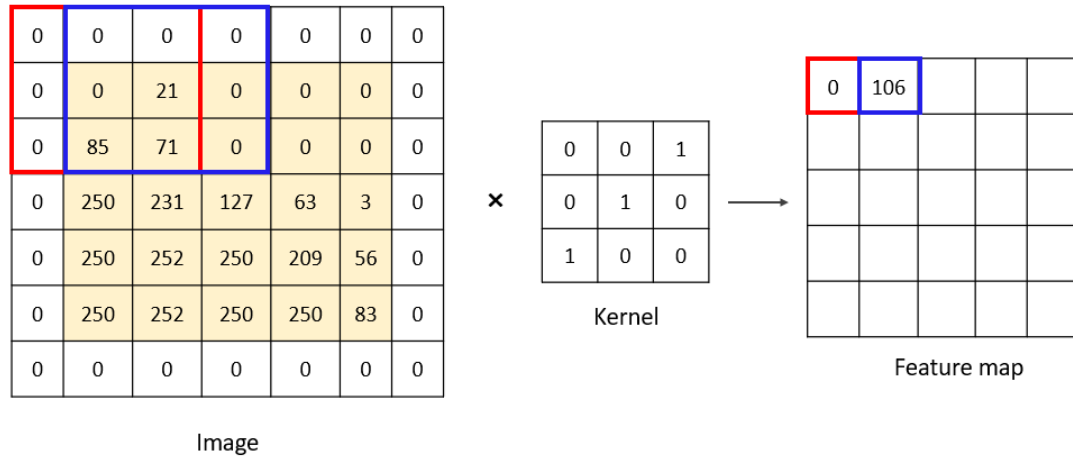 0 0 0 0 0 0 0
0 0 21 0 0 0 0
0 85 71 0 0 0 0
0 250 231 127 63 3 0
0 250 252 250 209 56 0
0 250 252 250 250 83 0
0 0 0 0 0 0 0
Image
×
0 0 1
0 1 0
1 0 0
Kernel
0 106
Feature map